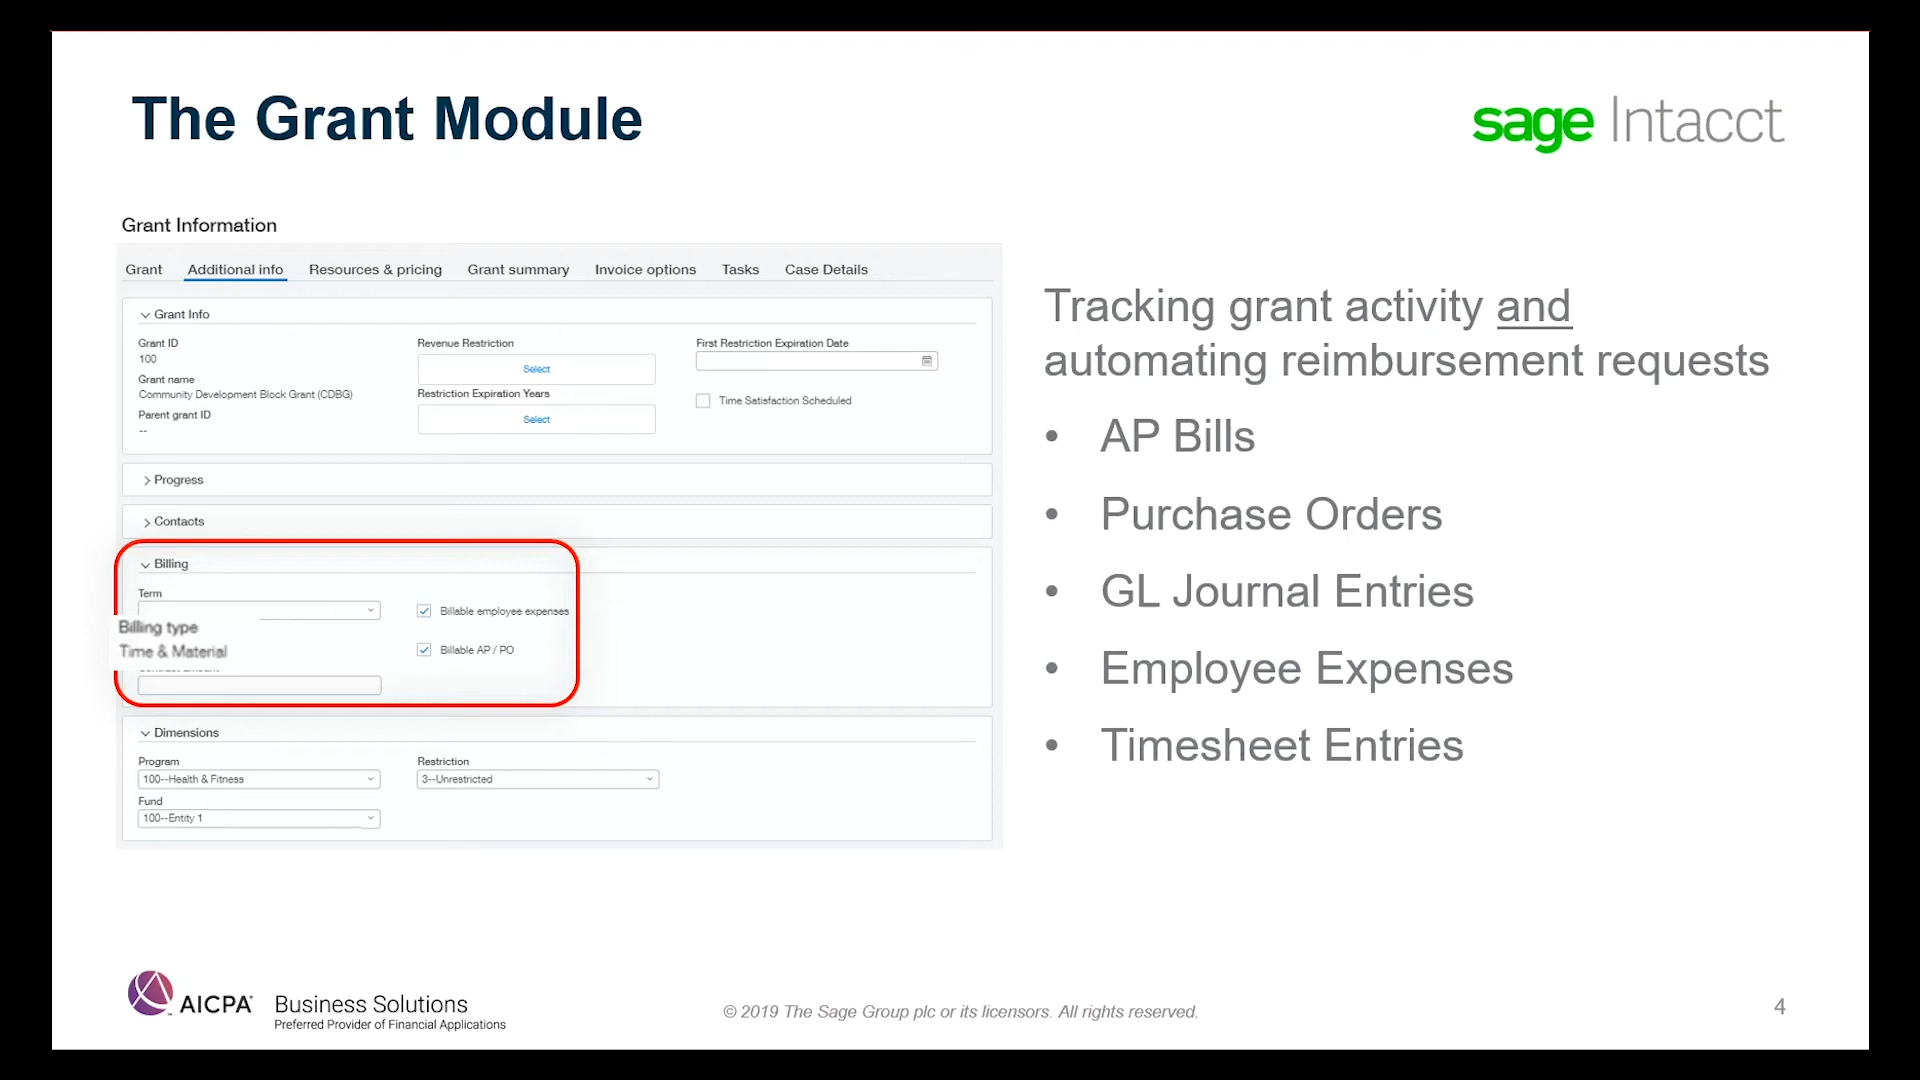 The Grant Module
sage Intacct
Grant Information
Grant Additional info Resources & pricing Grant summary Invoice options Tasks Case Details
Grant Info
Grant ID
100
Grant name
Community Development Block Grant (CDBG)
Parent grant ID
--
Revenue Restriction
Select
Restriction Expiration Years
Select
First Restriction Expiration Date
Time Satisfaction Scheduled
Progress
Contacts
Billing
Term
Billing type
Time & Material
Billable employee expenses
Billable AP / PO
Dimensions
Program
100--Health & Fitness
Fund
100--Entity 1
Restriction
3--Unrestricted
Tracking grant activity and
automating reimbursement requests
• AP Bills
• Purchase Orders
• GL Journal Entries
• Employee Expenses
• Timesheet Entries
AICPA Business Solutions
Preferred Provider of Financial Applications
© 2019 The Sage Group plc or its licensors. All rights reserved.
4